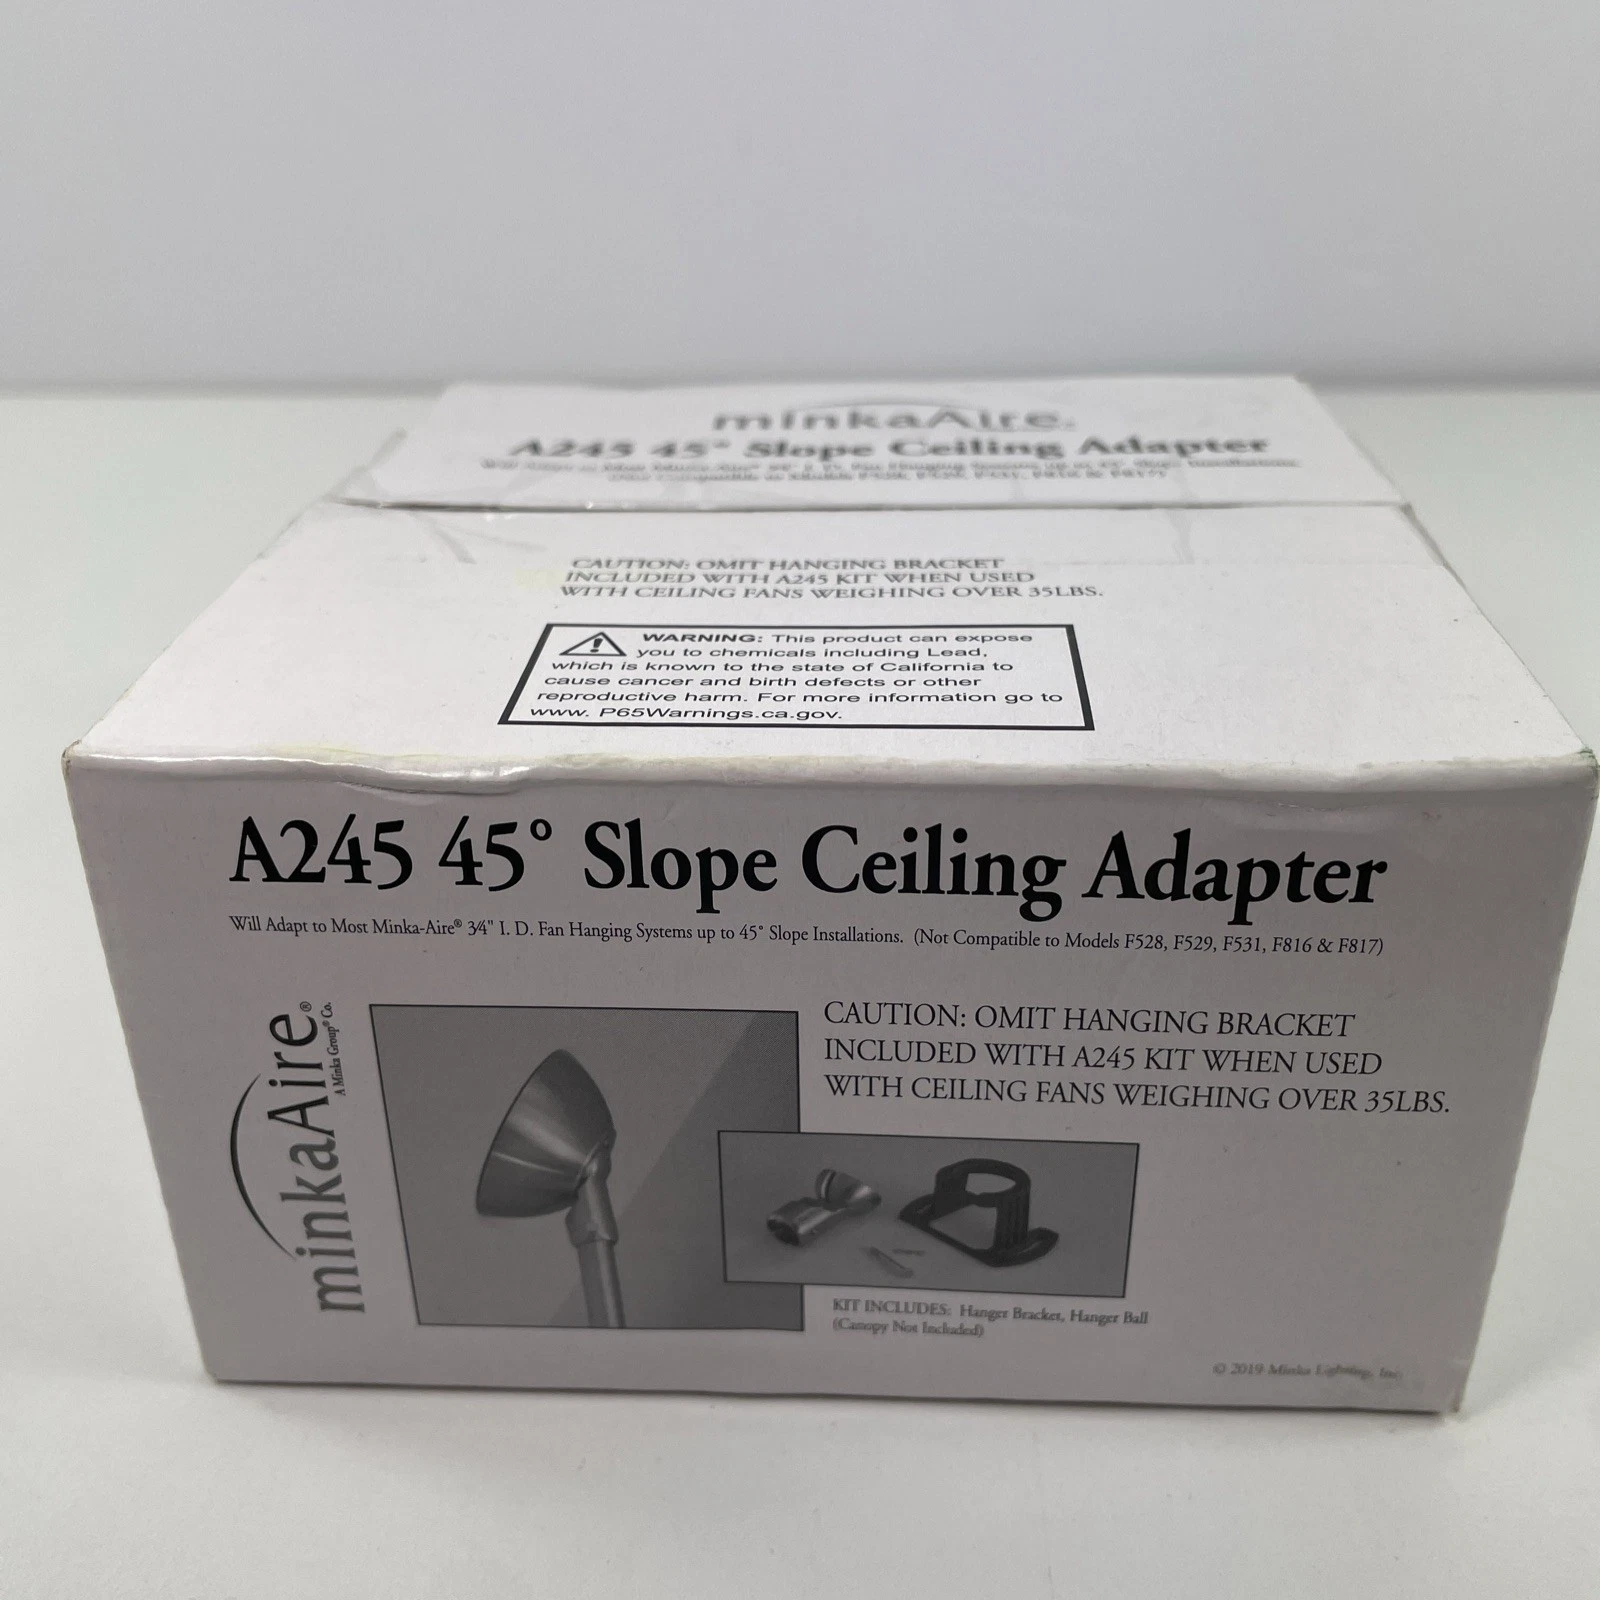 minkaAire.
A245 45° Slope Ceiling Adapter
CAUTION: OMIT HANGING BRACKET
INCLUDED WITH A245 KIT WHEN USED
WITH CEILING FANS WEIGHING OVER 35LBS.
WARNING: This product can expose
you to chemicals including Lead,
which is known to the state of California to
cause cancer and birth defects or other
reproductive harm. For more information go to
www. P65Warnings.ca.gov.
A245 45° Slope Ceiling Adapter
Will Adapt to Most Minka-Aire® 3/4" I. D. Fan Hanging Systems up to 45° Slope Installations. (Not Compatible to Models F528, F529, F531, F816 & F817)
minkaAire®
A Minka Group® Co.
CAUTION: OMIT HANGING BRACKET
INCLUDED WITH A245 KIT WHEN USED
WITH CEILING FANS WEIGHING OVER 35LBS.
KIT INCLUDES: Hanger Bracket, Hanger Ball
(Canopy Not Included)
© 2019 Minka Lighting, Inc.